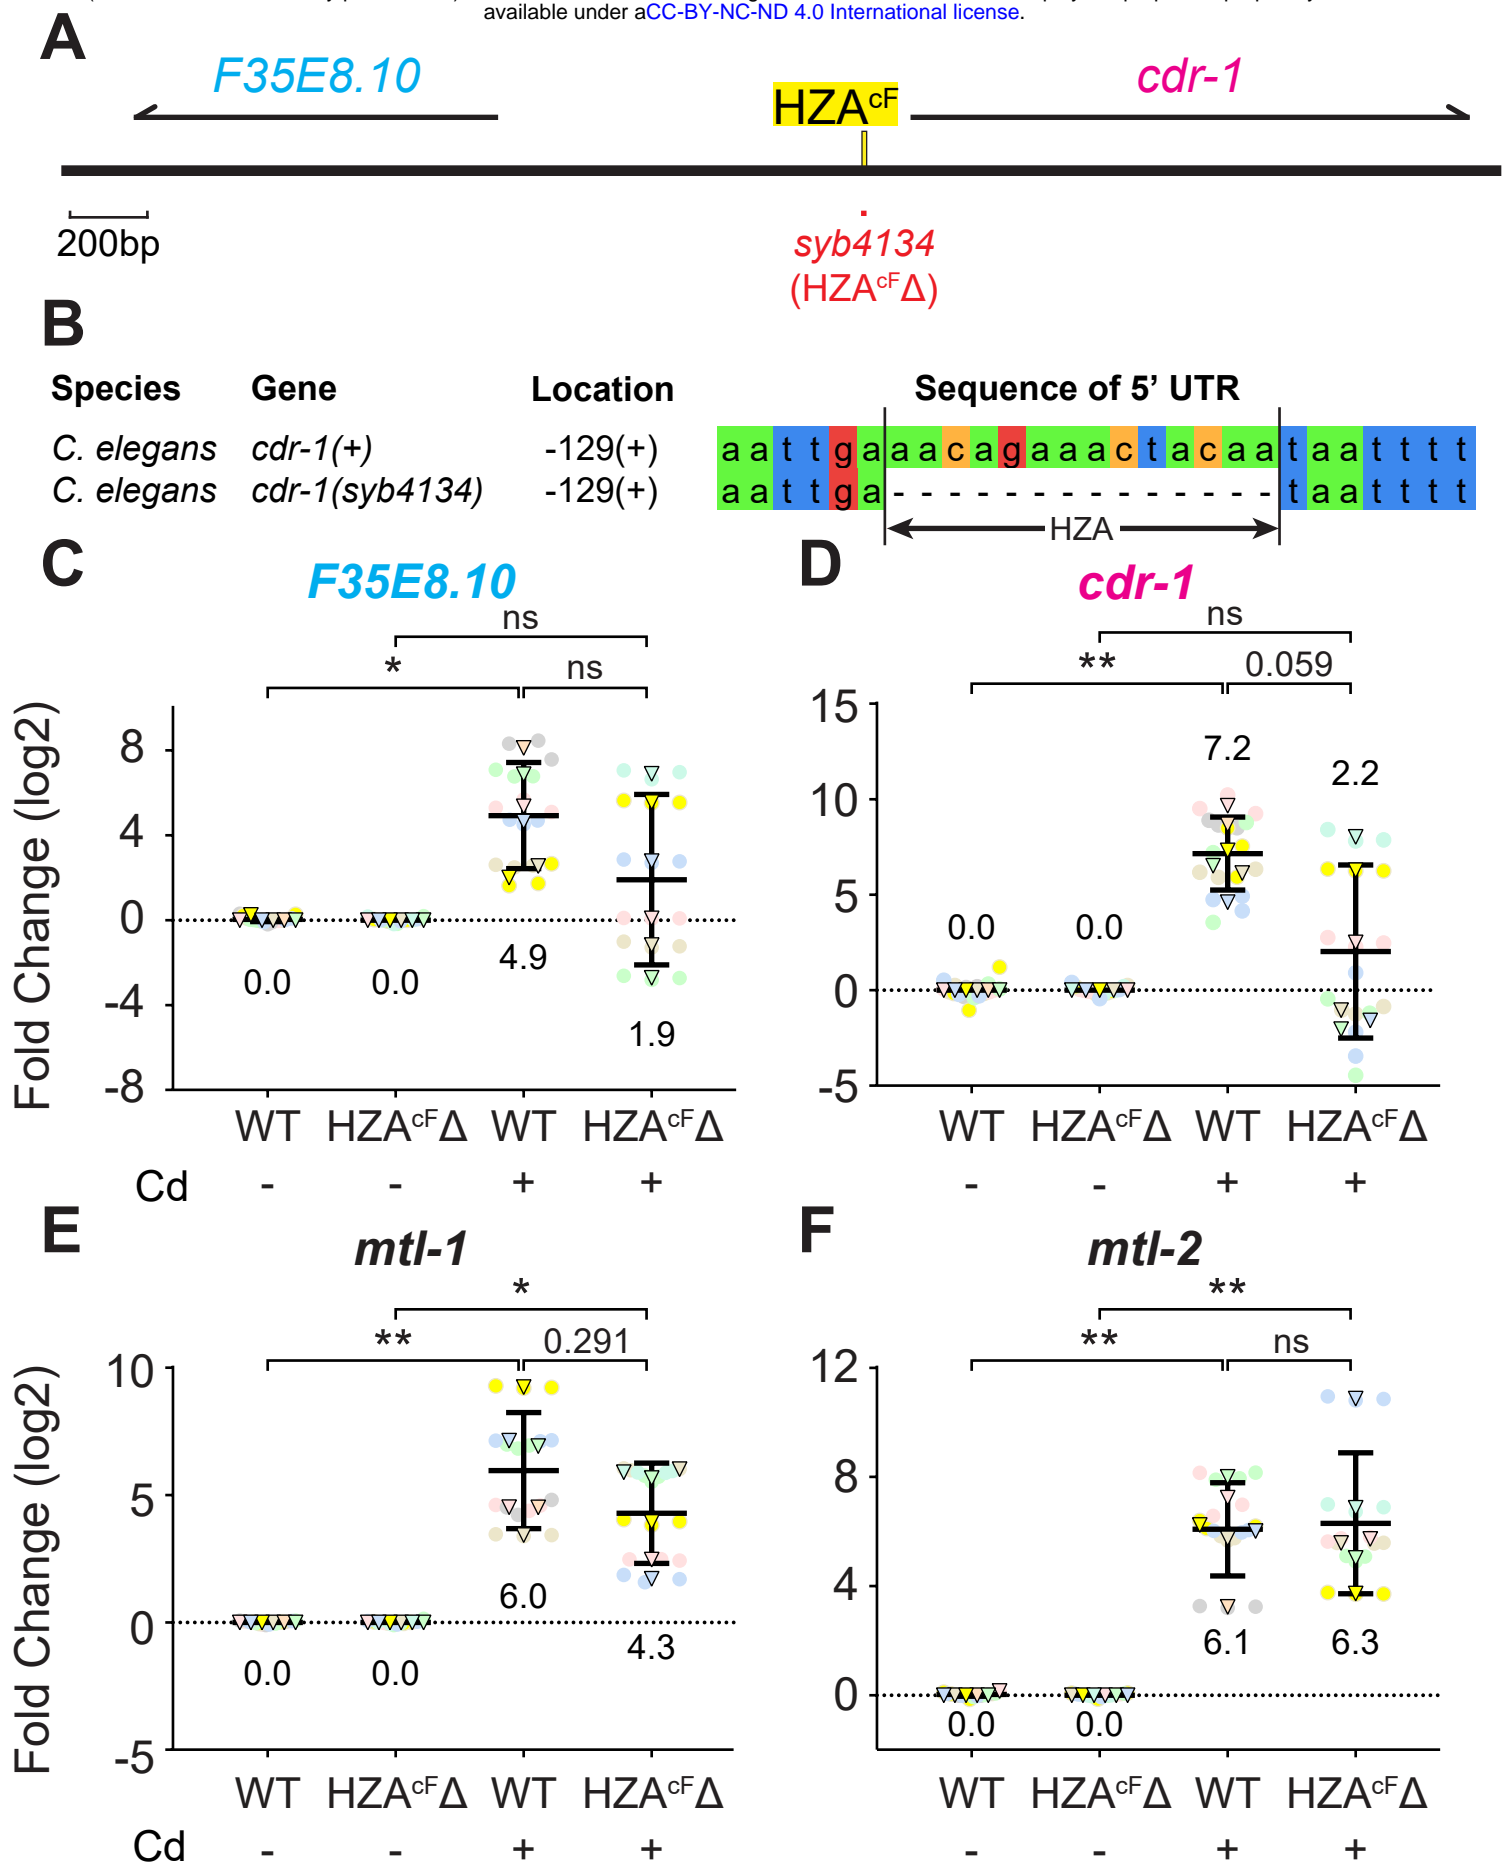 available under aCC-BY-NC-ND 4.0 International license.
A
F35E8.10
HZAcF
cdr-1
200bp
syb4134
(HZAcFΔ)
B
Species Gene Location Sequence of 5’ UTR
C. elegans cdr-1(+) -129(+) a a t t g a a a c a g a a a c t a c a a t a a t t t t
C. elegans cdr-1(syb4134) -129(+) a a t t g a - - - - - - - - - - - - - - t a a t t t t
HZA
C
F35E8.10
ns
* ns
Fold Change (log2)
8
4
0
-4
-8
0.0 0.0 4.9 1.9
WT HZAcFΔ WT HZAcFΔ
Cd - - + +
D
cdr-1
ns
** 0.059
15
10
5
0
-5
0.0 0.0 7.2 2.2
WT HZAcFΔ WT HZAcFΔ
- - + +
E
mtl-1
*
** 0.291
Fold Change (log2)
10
5
0
-5
0.0 0.0 6.0 4.3
WT HZAcFΔ WT HZAcFΔ
Cd - - + +
F
mtl-2
**
** ns
12
8
4
0
0.0 0.0 6.1 6.3
WT HZAcFΔ WT HZAcFΔ
- - + +